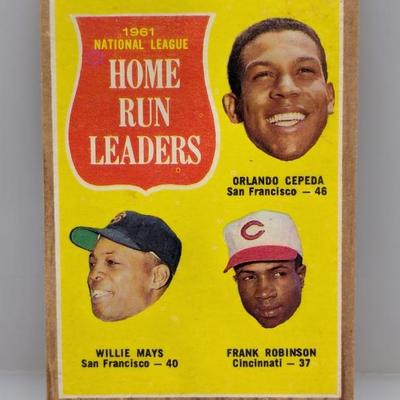 1961
NATIONAL LEAGUE
HOME
RUN
LEADERS
ORLANDO CEPEDA
San Francisco — 46
C
WILLIE MAYS
San Francisco — 40
FRANK ROBINSON
Cincinnati — 37